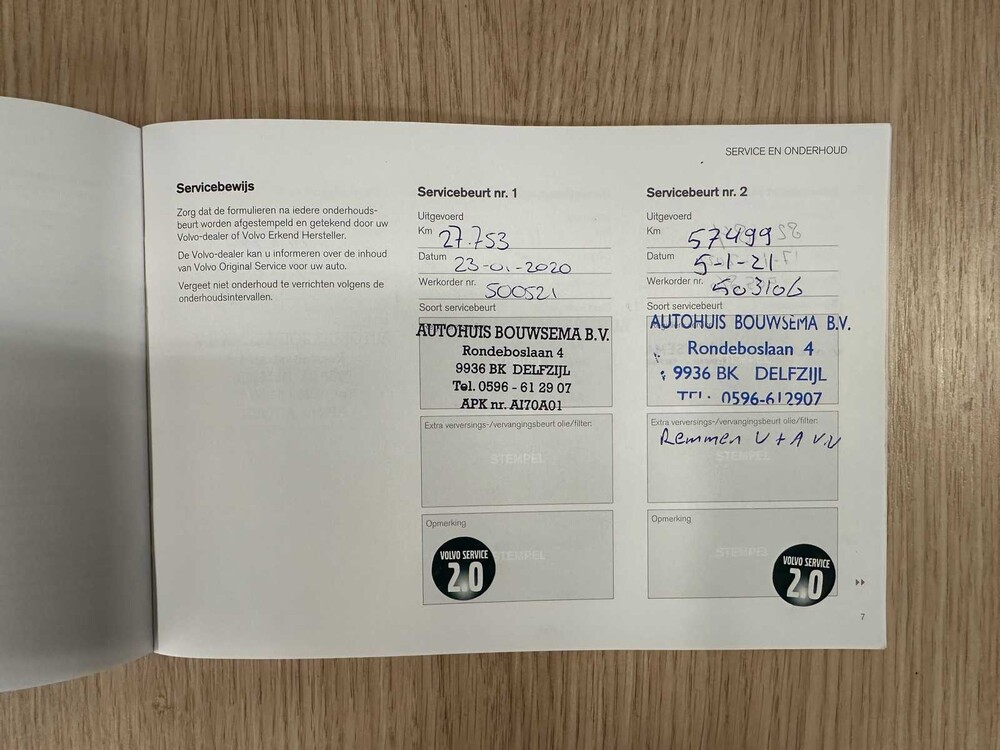 SERVICE EN ONDERHOUD
Servicebewijs
Zorg dat de formulieren na iedere onderhouds-
beurt worden afgestempeld en getekend door uw
Volvo-dealer of Volvo Erkend Hersteller.
De Volvo-dealer kan u informeren over de inhoud
van Volvo Original Service voor uw auto.
Vergeet niet onderhoud te verrichten volgens de
onderhoudsintervallen.
Servicebeurt nr. 1
Uitgevoerd
Km 27.753
Datum 23-01-2020
Werkorder nr. 500521
Soort servicebeurt
AUTOHUIS BOUWSEMA B.V.
Rondeboslaan 4
9936 BK DELFZIJL
Tel. 0596 - 61 29 07
APK nr. AI70A01
Extra verversings-/vervangingsbeurt olie/filter:
STEMPEL
Opmerking
STEMPEL
VOLVO SERVICE
2.0
Servicebeurt nr. 2
Uitgevoerd
Km 57499
Datum 5-1-21
Werkorder nr. 503106
Soort servicebeurt
AUTOHUIS BOUWSEMA B.V.
Rondeboslaan 4
9936 BK DELFZIJL
TEL. 0596-612907
Extra verversings-/vervangingsbeurt olie/filter:
Remmen V + A v.v
STEMPEL
Opmerking
STEMPEL
VOLVO SERVICE
2.0
7